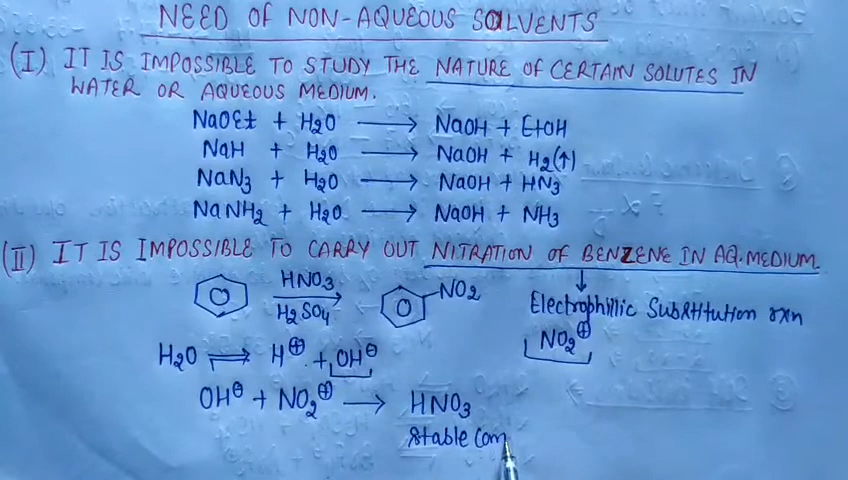 NEED OF NON-AQUEOUS SOLVENTS
(I) IT IS IMPOSSIBLE TO STUDY THE NATURE OF CERTAIN SOLUTES IN
WATER OR AQUEOUS MEDIUM.
NaOEt + H2O → NaOH + EtOH
NaH + H2O → NaOH + H2(↑)
NaN3 + H2O → NaOH + HN3
NaNH2 + H2O → NaOH + NH3
(II) IT IS IMPOSSIBLE TO CARRY OUT NITRATION OF BENZENE IN AQ. MEDIUM.
HNO3
H2SO4
NO2
Electrophillic Substitution rxn
NO2⊕
H2O ⇌ H⊕ + OH⊖
OH⊖ + NO2⊕ → HNO3
Stable Com